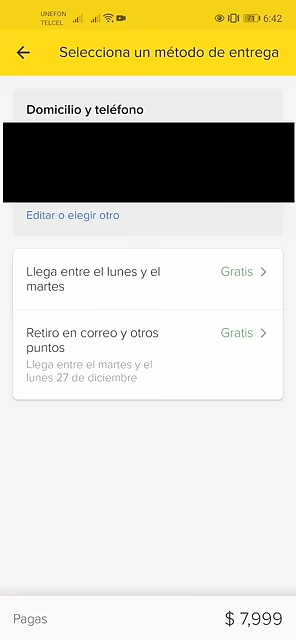 UNEFON
TELCEL
71
6:42
Selecciona un método de entrega
Domicilio y teléfono
Editar o elegir otro
Llega entre el lunes y el
martes
Gratis
Retiro en correo y otros
puntos
Gratis
Llega entre el martes y el
lunes 27 de diciembre
Pagas
$ 7,999